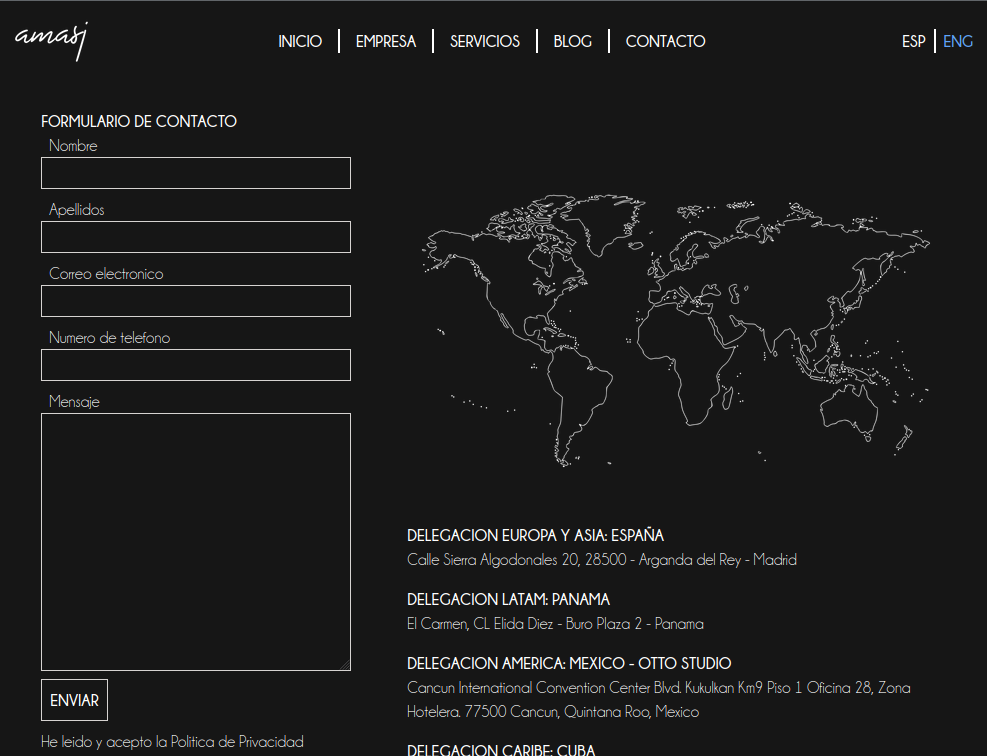 amasj
INICIO
EMPRESA
SERVICIOS
BLOG
CONTACTO
ESP
ENG
FORMULARIO DE CONTACTO
Nombre
Apellidos
Correo electronico
Numero de telefono
Mensaje
ENVIAR
He leido y acepto la Politica de Privacidad
DELEGACION EUROPA Y ASIA: ESPAÑA
Calle Sierra Algodonales 20, 28500 - Arganda del Rey - Madrid
DELEGACION LATAM: PANAMA
El Carmen, CL Elida Diez - Buro Plaza 2 - Panama
DELEGACION AMERICA: MEXICO - OTTO STUDIO
Cancun International Convention Center Blvd. Kukulkan Km9 Piso 1 Oficina 28, Zona
Hotelera. 77500 Cancun, Quintana Roo, Mexico
DELEGACION CARIBE: CUBA